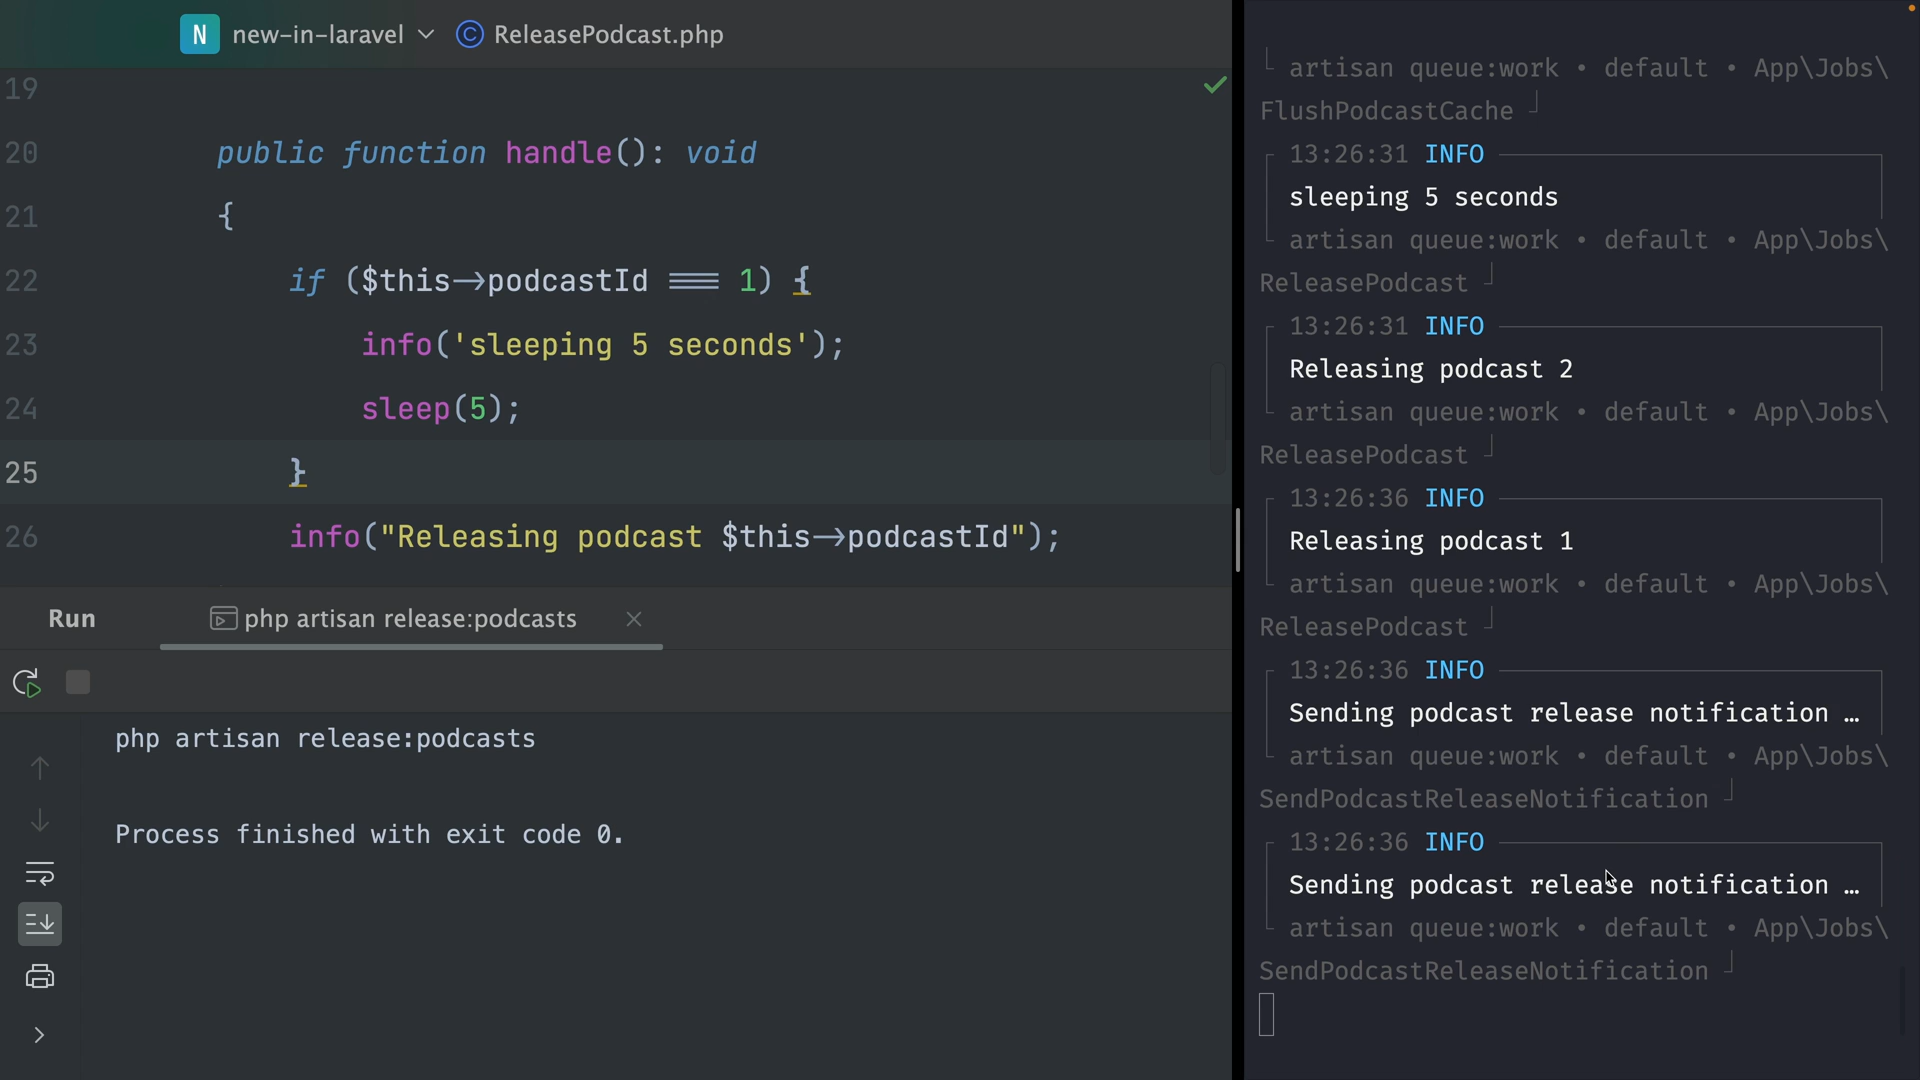 N new-in-laravel ReleasePodcast.php
19
20 public function handle(): void
21 {
22 if ($this->podcastId === 1) {
23 info('sleeping 5 seconds');
24 sleep(5);
25 }
26 info("Releasing podcast $this->podcastId");
Run php artisan release:podcasts
php artisan release:podcasts
Process finished with exit code 0.
artisan queue:work • default • App\Jobs\
FlushPodcastCache
13:26:31 INFO
sleeping 5 seconds
artisan queue:work • default • App\Jobs\
ReleasePodcast
13:26:31 INFO
Releasing podcast 2
artisan queue:work • default • App\Jobs\
ReleasePodcast
13:26:36 INFO
Releasing podcast 1
artisan queue:work • default • App\Jobs\
ReleasePodcast
13:26:36 INFO
Sending podcast release notification …
artisan queue:work • default • App\Jobs\
SendPodcastReleaseNotification
13:26:36 INFO
Sending podcast release notification …
artisan queue:work • default • App\Jobs\
SendPodcastReleaseNotification